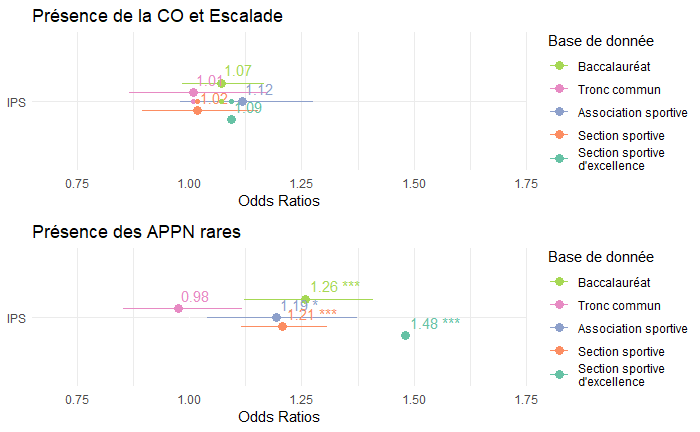 Présence de la CO et Escalade
Base de donnée
1.07
1.01
1.12
1.02
1.09
IPS
Baccalauréat
Tronc commun
Association sportive
Section sportive
Section sportive
d'excellence
0.75
1.00
1.25
1.50
1.75
Odds Ratios
Présence des APPN rares
Base de donnée
1.26 ***
0.98
1.19 *
1.21 ***
1.48 ***
IPS
Baccalauréat
Tronc commun
Association sportive
Section sportive
Section sportive
d'excellence
0.75
1.00
1.25
1.50
1.75
Odds Ratios